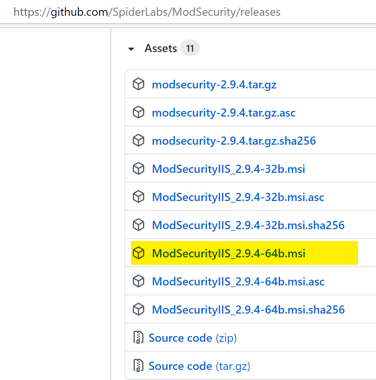 https://github.com/SpiderLabs/ModSecurity/releases
Assets 11
modsecurity-2.9.4.tar.gz
modsecurity-2.9.4.tar.gz.asc
modsecurity-2.9.4.tar.gz.sha256
ModSecurityIIS_2.9.4-32b.msi
ModSecurityIIS_2.9.4-32b.msi.asc
ModSecurityIIS_2.9.4-32b.msi.sha256
ModSecurityIIS_2.9.4-64b.msi
ModSecurityIIS_2.9.4-64b.msi.asc
ModSecurityIIS_2.9.4-64b.msi.sha256
Source code (zip)
Source code (tar.gz)